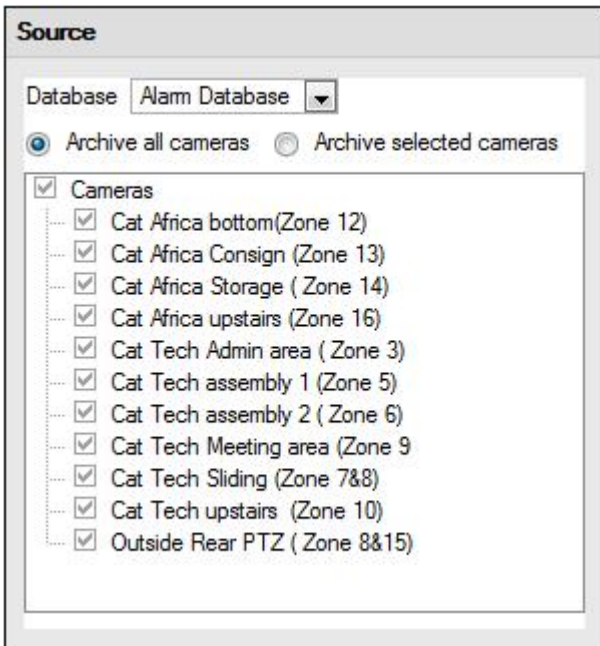 Source
Database Alarm Database
Archive all cameras Archive selected cameras
Cameras
Cat Africa bottom(Zone 12)
Cat Africa Consign (Zone 13)
Cat Africa Storage ( Zone 14)
Cat Africa upstairs (Zone 16)
Cat Tech Admin area ( Zone 3)
Cat Tech assembly 1 (Zone 5)
Cat Tech assembly 2 ( Zone 6)
Cat Tech Meeting area (Zone 9
Cat Tech Sliding (Zone 7&8)
Cat Tech upstairs  (Zone 10)
Outside Rear PTZ ( Zone 8&15)